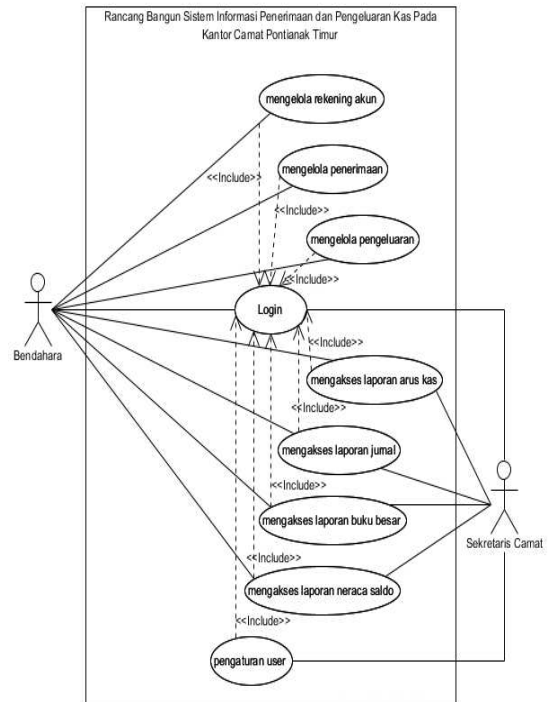 Rancang Bangun Sistem Informasi Penerimaan dan Pengeluaran Kas Pada
Kantor Camat Pontianak Timur
mengelola rekening akun
<<Include>>
mengelola penerimaan
<<Include>>
mengelola pengeluaran
<<Include>>
Login
Bendahara
<<Include>>
mengakses laporan arus kas
<<Include>>
mengakses laporan jurnal
<<Include>>
mengakses laporan buku besar
Sekretaris Camat
<<Include>>
mengakses laporan neraca saldo
<<Include>>
pengaturan user